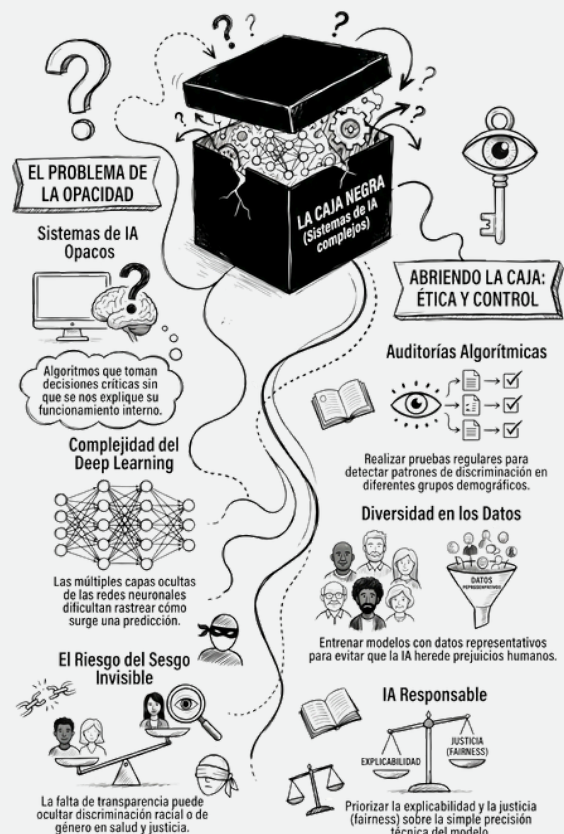 LA CAJA NEGRA
(Sistemas de IA
complejos)
EL PROBLEMA DE
LA OPACIDAD
Sistemas de IA
Opacos
Algoritmos que toman
decisiones críticas sin
que se nos explique su
funcionamiento interno.
Complejidad del
Deep Learning
Las múltiples capas ocultas
de las redes neuronales
dificultan rastrear cómo
surge una predicción.
El Riesgo del Sesgo
Invisible
La falta de transparencia puede
ocultar discriminación racial o de
género en salud y justicia.
ABRIENDO LA CAJA:
ÉTICA Y CONTROL
Auditorías Algorítmicas
Realizar pruebas regulares para
detectar patrones de discriminación en
diferentes grupos demográficos.
Diversidad en los Datos
DATOS
Entrenar modelos con datos representativos
para evitar que la IA herede prejuicios humanos.
IA Responsable
EXPLICABILIDAD
JUSTICIA
(FAIRNESS)
Priorizar la explicabilidad y la justicia
(fairness) sobre la simple precisión
técnica del modelo.